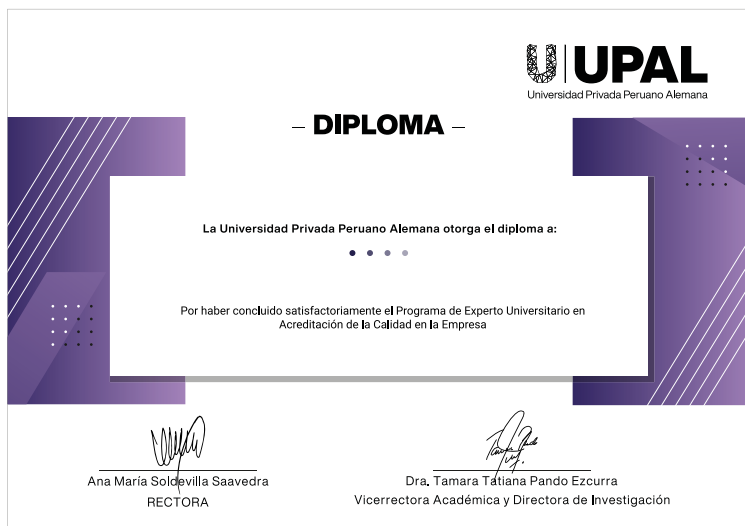 UPAL
Universidad Privada Peruano Alemana
– DIPLOMA –
La Universidad Privada Peruano Alemana otorga el diploma a:
Por haber concluido satisfactoriamente el Programa de Experto Universitario en
Acreditación de la Calidad en la Empresa
Ana María Soldevilla Saavedra
RECTORA
Dra. Tamara Tatiana Pando Ezcurra
Vicerrectora Académica y Directora de Investigación